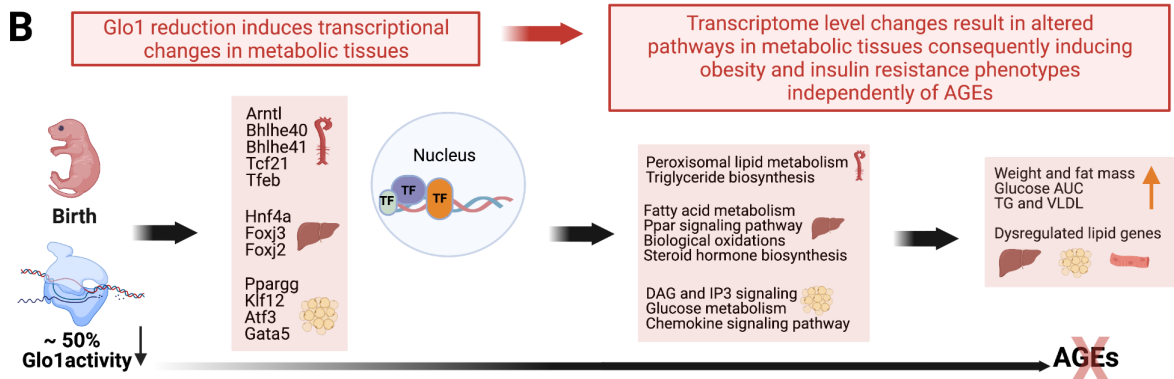 B
Glo1 reduction induces transcriptional
changes in metabolic tissues
Transcriptome level changes result in altered
pathways in metabolic tissues consequently inducing
obesity and insulin resistance phenotypes
independently of AGEs
Birth
~ 50%
Glo1activity
Arntl
Bhlhe40
Bhlhe41
Tcf21
Tfeb
Hnf4a
Foxj3
Foxj2
Ppargg
Klf12
Atf3
Gata5
Nucleus
TF
TF
TF
Peroxisomal lipid metabolism
Triglyceride biosynthesis
Fatty acid metabolism
Ppar signaling pathway
Biological oxidations
Steroid hormone biosynthesis
DAG and IP3 signaling
Glucose metabolism
Chemokine signaling pathway
Weight and fat mass
Glucose AUC
TG and VLDL
Dysregulated lipid genes
AGEs